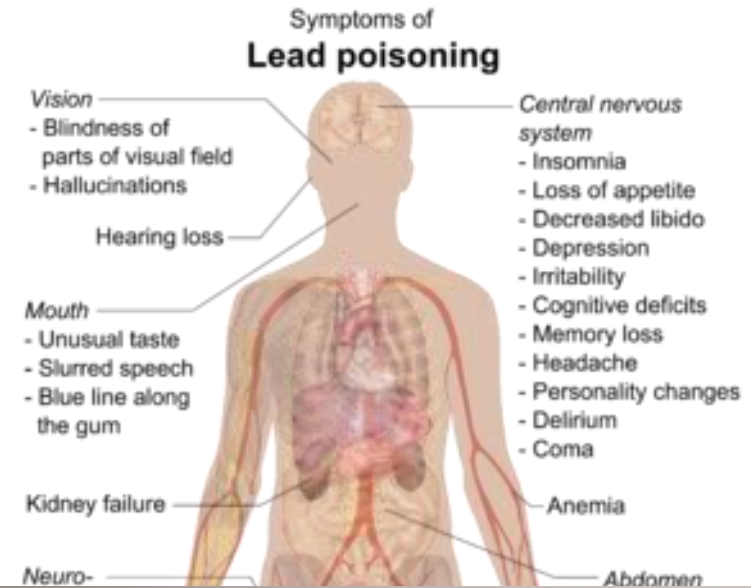 Symptoms of
Lead poisoning
Vision
- Blindness of
parts of visual field
- Hallucinations
Hearing loss
Mouth
- Unusual taste
- Slurred speech
- Blue line along
the gum
Kidney failure
Neuro-
Central nervous
system
- Insomnia
- Loss of appetite
- Decreased libido
- Depression
- Irritability
- Cognitive deficits
- Memory loss
- Headache
- Personality changes
- Delirium
- Coma
Anemia
Abdomen